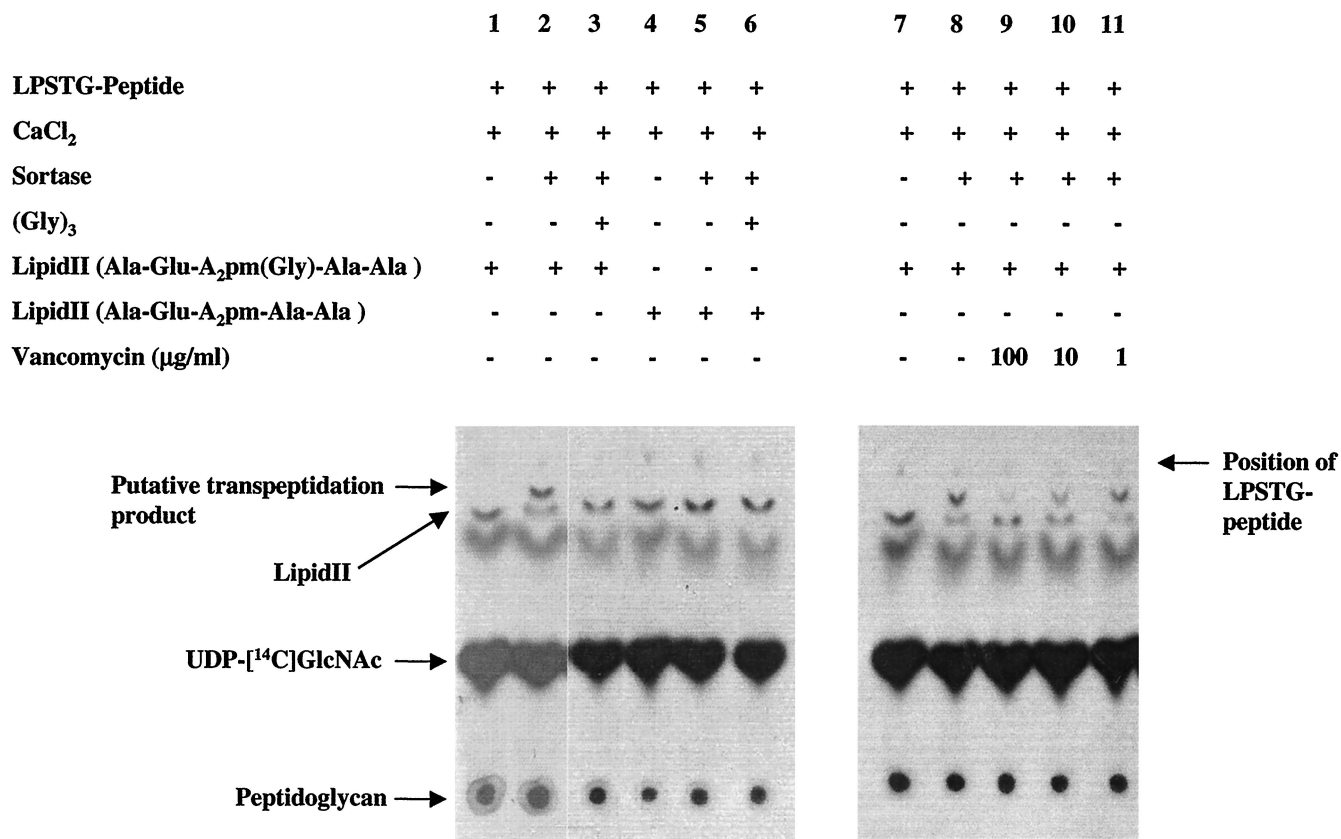 1 2 3 4 5 6 7 8 9 10 11
LPSTG-Peptide + + + + + + + + + + +
CaCl₂ + + + + + + + + + + +
Sortase - + + - + + - + + + +
(Gly)₃ - - + - - + - - - - -
LipidII (Ala-Glu-A₂pm(Gly)-Ala-Ala ) + + + - - - + + + + +
LipidII (Ala-Glu-A₂pm-Ala-Ala ) - - - + + + - - - - -
Vancomycin (µg/ml) - - - - - - - - 100 10 1
Putative transpeptidation
product
LipidII
UDP-[¹⁴C]GlcNAc
Peptidoglycan
Position of
LPSTG-
peptide